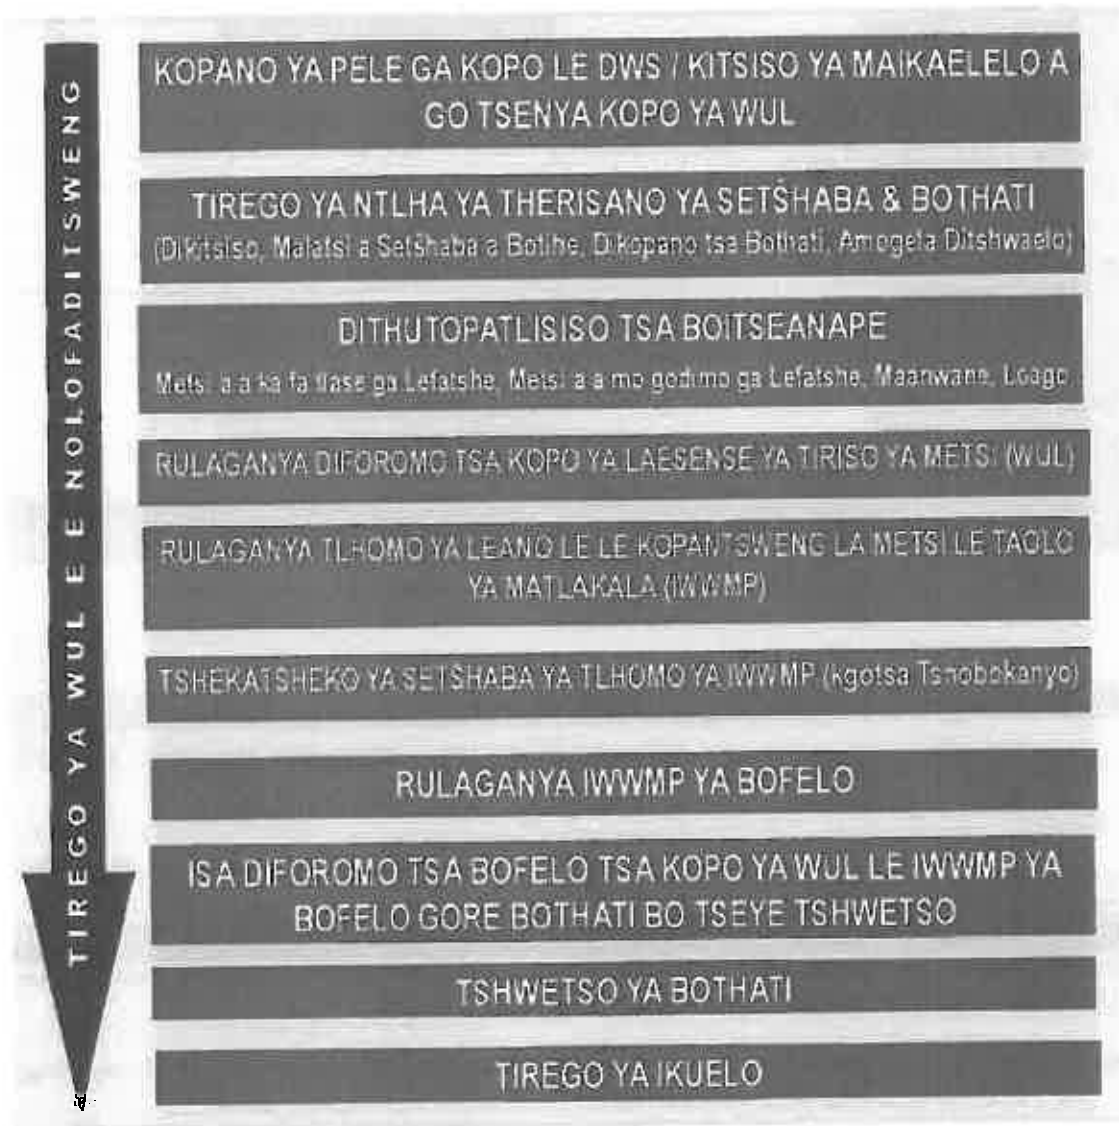 TIREGO YA WUL E E NOLOFADITSWENG
KOPANO YA PELE GA KOPO LE DWS / KITSISO YA MAIKAELELO A
GO TSENYA KOPO YA WUL
TIREGO YA NTLHA YA THERISANO YA SETŠHABA & BOTHATI
(Dikitsiso, Malatsi a Setšhaba a Botlhe, Dikopano tsa Bothati, Amogela Ditshwaelo)
DITHUTOPATLISISO TSA BOITSEANAPE
Metsi a a ka fa tlase ga Lefatshe, Metsi a a mo godimo ga Lefatshe, Maanwane, Loago
RULAGANYA DIFOROMO TSA KOPO YA LAESENSE YA TIRISO YA METSI (WUL)
RULAGANYA TLHOMO YA LEANO LE LE KOPANTSWENG LA METSI LE TAOLO
YA MATLAKALA (IWWMP)
TSHEKATSHEKO YA SETŠHABA YA TLHOMO YA IWWMP (kgotsa Tshobokanyo)
RULAGANYA IWWMP YA BOFELO
ISA DIFOROMO TSA BOFELO TSA KOPO YA WUL LE IWWMP YA
BOFELO GORE BOTHATI BO TSEYE TSHWETSO
TSHWETSO YA BOTHATI
TIREGO YA IKUELO